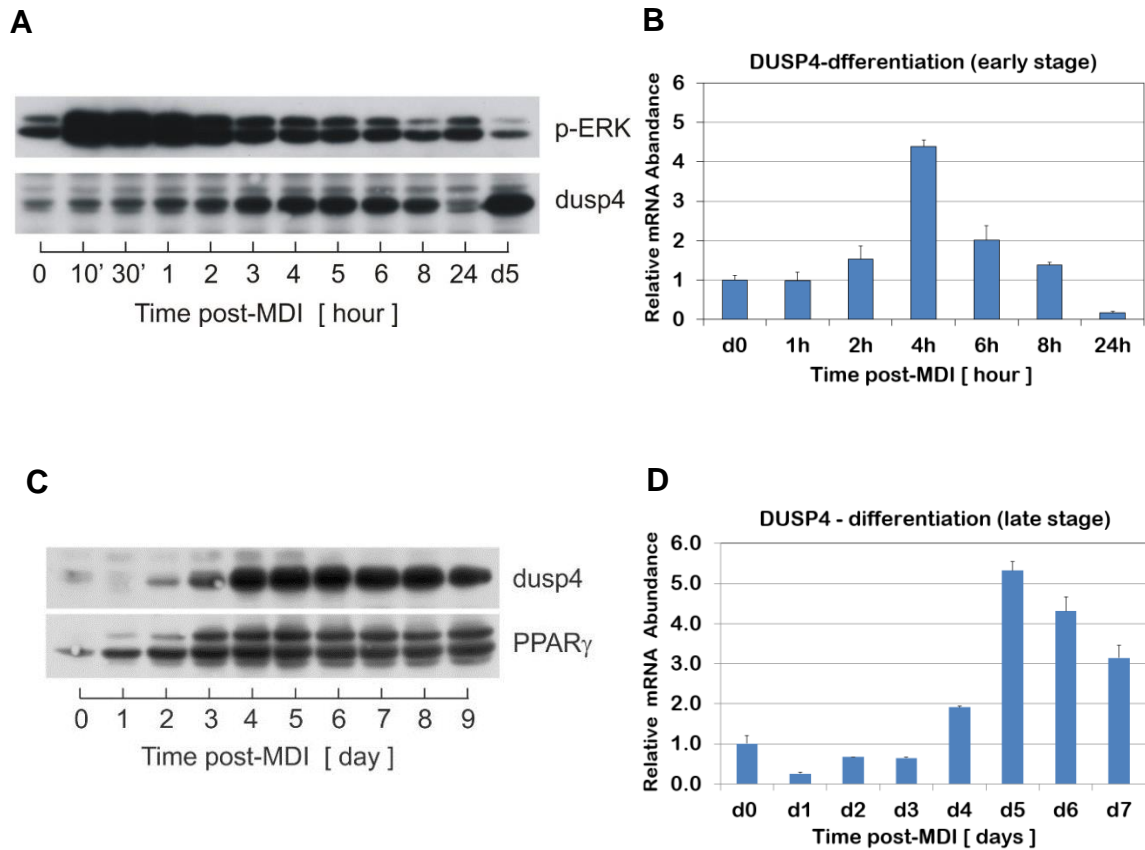 A
p-ERK
dusp4
0 10’ 30’ 1 2 3 4 5 6 8 24 d5
Time post-MDI [ hour ]
B
DUSP4-dfferentiation (early stage)
Relative mRNA Abandance
6
5
4
3
2
1
0
d0 1h 2h 4h 6h 8h 24h
Time post-MDI [ hour ]
C
dusp4
PPARγ
0 1 2 3 4 5 6 7 8 9
Time post-MDI [ day ]
D
DUSP4 - differentiation (late stage)
Relative mRNA Abundance
6.0
5.0
4.0
3.0
2.0
1.0
0.0
d0 d1 d2 d3 d4 d5 d6 d7
Time post-MDI [ days ]